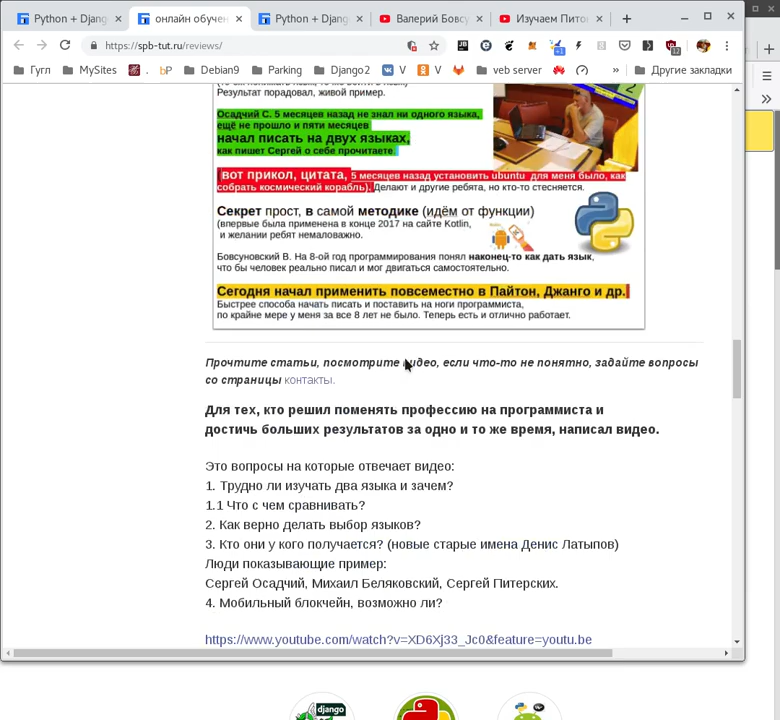 Python + Djang
онлайн обучен
Python + Djang
Валерий Бовсу
Изучаем Питон
https://spb-tut.ru/reviews/
Гугл
MySites
.
bP
Debian9
Parking
Django2
V
V
veb server
»
Другие закладки
Результат порадовал, живой пример.
Осадчий С. 5 месяцев назад не знал ни одного языка,
ещё не прошло и пяти месяцев
начал писать на двух языках,
как пишет Сергей о себе прочитаете.
вот прикол, цитата, 5 месяцев назад установить ubuntu для меня было, как
собрать космический корабль). Делают и другие ребята, но кто-то стесняется.
Секрет прост, в самой методике (идём от функции)
(впервые была применена в конце 2017 на сайте Kotlin,
и желании ребят немаловажно.
Бовсуновский В. На 8-ой год программирования понял наконец-то как дать язык,
что бы человек реально писал и мог двигаться самостоятельно.
Сегодня начал применить повсеместно в Пайтон, Джанго и др.
Быстрее способа начать писать и поставить на ноги программиста,
по крайне мере у меня за все 8 лет не было. Теперь есть и отлично работает.
Прочтите статьи, посмотрите видео, если что-то не понятно, задайте вопросы
со страницы контакты.
Для тех, кто решил поменять профессию на программиста и
достичь больших результатов за одно и то же время, написал видео.
Это вопросы на которые отвечает видео:
1. Трудно ли изучать два языка и зачем?
1.1 Что с чем сравнивать?
2. Как верно делать выбор языков?
3. Кто они у кого получается? (новые старые имена Денис Латыпов)
Люди показывающие пример:
Сергей Осадчий, Михаил Беляковский, Сергей Питерских.
4. Мобильный блокчейн, возможно ли?
https://www.youtube.com/watch?v=XD6Xj33_Jc0&feature=youtu.be
django